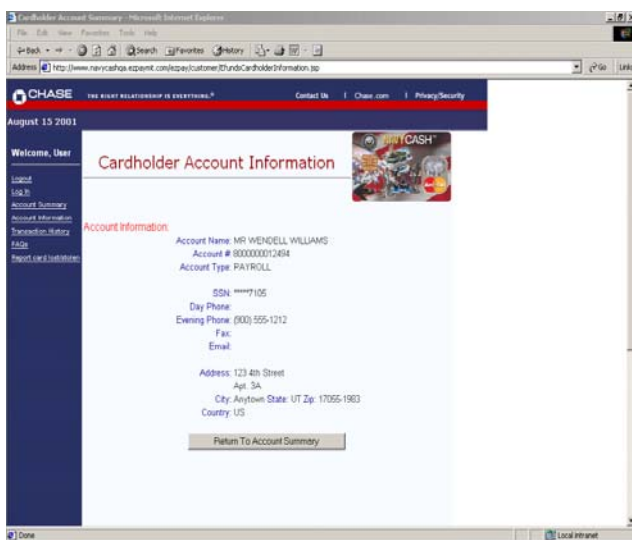 Cardholder Account Summary - Microsoft Internet Explorer
File Edit View Favorites Tools Help
Back Search Favorites History
Address http://www.navycashqa.ezpaymt.com/ezpay/customer/EfundsCardholderInformation.jsp Go Links
CHASE THE RIGHT RELATIONSHIP IS EVERYTHING.® Contact Us | Chase.com | Privacy/Security
August 15 2001
Welcome, User
Logout
Log In
Account Summary
Account Information
Transaction History
FAQs
Report card lost/stolen
Cardholder Account Information
NAVYCASH
Account Information:
Account Name: MR WENDELL WILLIAMS
Account # 8000000012494
Account Type: PAYROLL
SSN: *****7105
Day Phone:
Evening Phone: (900) 555-1212
Fax:
Email:
Address: 123 4th Street
Apt. 3A
City: Anytown State: UT Zip: 17055-1983
Country: US
Return To Account Summary
Done Local intranet